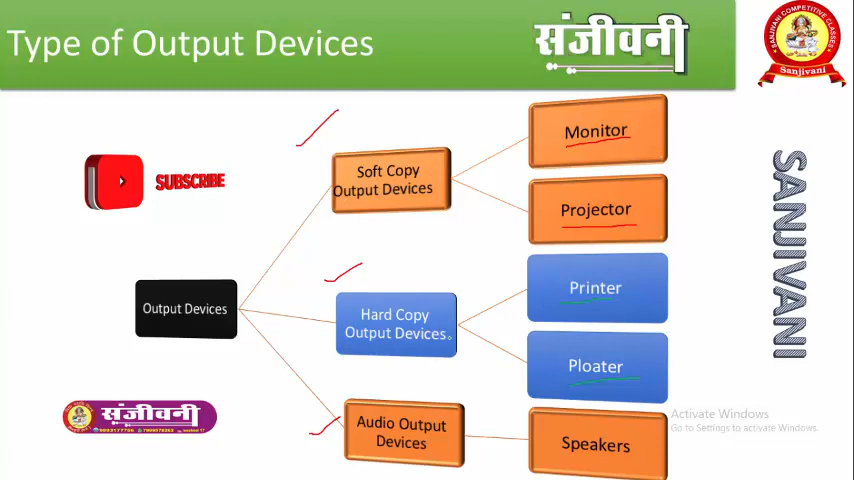 Type of Output Devices
संजीवनी
SANJIVANI COMPETITIVE CLASSES
Sanjivani
SUBSCRIBE
Output Devices
Soft Copy
Output Devices
Hard Copy
Output Devices
Audio Output
Devices
Monitor
Projector
Printer
Ploater
Speakers
SANJIVANI
संजीवनी
Activate Windows
Go to Settings to activate Windows.